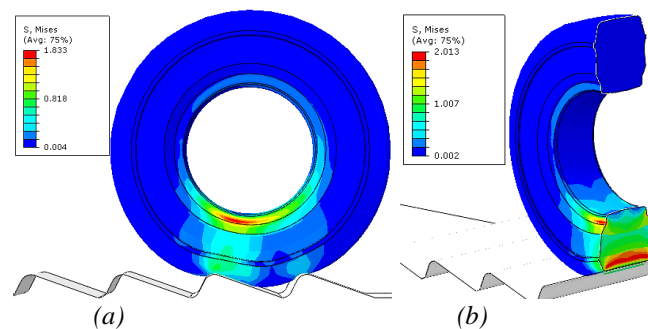 S, Mises
(Avg: 75%)
1.833
0.818
0.004
(a)
S, Mises
(Avg: 75%)
2.013
1.007
0.002
(b)